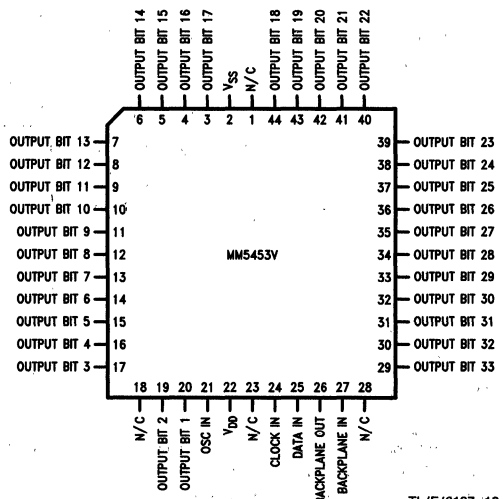 OUTPUT BIT 14
OUTPUT BIT 15
OUTPUT BIT 16
OUTPUT BIT 17
VSS
N/C
OUTPUT BIT 18
OUTPUT BIT 19
OUTPUT BIT 20
OUTPUT BIT 21
OUTPUT BIT 22
6 5 4 3 2 1 44 43 42 41 40
OUTPUT BIT 13 7
OUTPUT BIT 12 8
OUTPUT BIT 11 9
OUTPUT BIT 10 10
OUTPUT BIT 9 11
OUTPUT BIT 8 12
OUTPUT BIT 7 13
OUTPUT BIT 6 14
OUTPUT BIT 5 15
OUTPUT BIT 4 16
OUTPUT BIT 3 17
MM5453V
39 OUTPUT BIT 23
38 OUTPUT BIT 24
37 OUTPUT BIT 25
36 OUTPUT BIT 26
35 OUTPUT BIT 27
34 OUTPUT BIT 28
33 OUTPUT BIT 29
32 OUTPUT BIT 30
31 OUTPUT BIT 31
30 OUTPUT BIT 32
29 OUTPUT BIT 33
18 19 20 21 22 23 24 25 26 27 28
N/C
OUTPUT BIT 2
OUTPUT BIT 1
OSC IN
VDD
N/C
CLOCK IN
DATA IN
BACKPLANE OUT
BACKPLANE IN
N/C